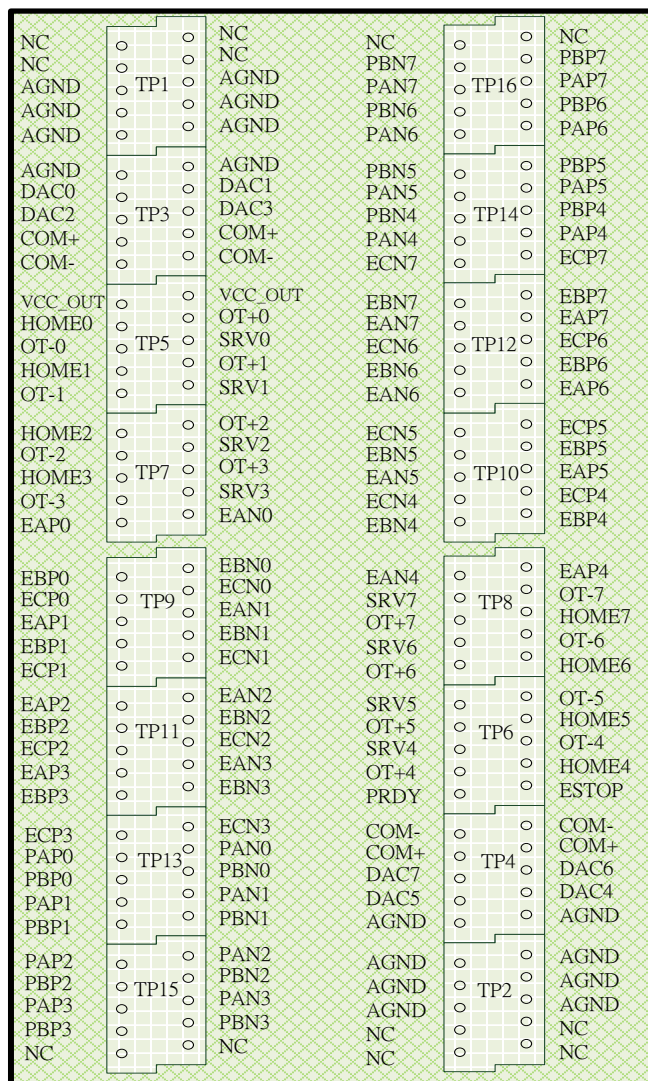 NC NC NC NC
NC NC PBN7 PBP7
AGND TP1 AGND PAN7 TP16 PAP7
AGND AGND PBN6 PBP6
AGND AGND PAN6 PAP6
AGND AGND PBN5 PBP5
DAC0 DAC1 PAN5 PAP5
DAC2 TP3 DAC3 PBN4 TP14 PBP4
COM+ COM+ PAN4 PAP4
COM- COM- ECN7 ECP7
VCC_OUT VCC_OUT EBN7 EBP7
HOME0 OT+0 EAN7 EAP7
OT-0 TP5 SRV0 ECN6 TP12 ECP6
HOME1 OT+1 EBN6 EBP6
OT-1 SRV1 EAN6 EAP6
HOME2 OT+2 ECN5 ECP5
OT-2 SRV2 EBN5 EBP5
HOME3 TP7 OT+3 EAN5 TP10 EAP5
OT-3 SRV3 ECN4 ECP4
EAP0 EAN0 EBN4 EBP4
EBP0 EBN0 EAN4 EAP4
ECP0 TP9 ECN0 SRV7 TP8 OT-7
EAP1 EAN1 OT+7 HOME7
EBP1 EBN1 SRV6 OT-6
ECP1 ECN1 OT+6 HOME6
EAP2 EAN2 SRV5 OT-5
EBP2 TP11 EBN2 OT+5 TP6 HOME5
ECP2 ECN2 SRV4 OT-4
EAP3 EAN3 OT+4 HOME4
EBP3 EBN3 PRDY ESTOP
ECP3 ECN3 COM- COM-
PAP0 TP13 PAN0 COM+ TP4 COM+
PBP0 PBN0 DAC7 DAC6
PAP1 PAN1 DAC5 DAC4
PBP1 PBN1 AGND AGND
PAP2 PAN2 AGND AGND
PBP2 TP15 PBN2 AGND TP2 AGND
PAP3 PAN3 AGND AGND
PBP3 PBN3 NC NC
NC NC NC NC